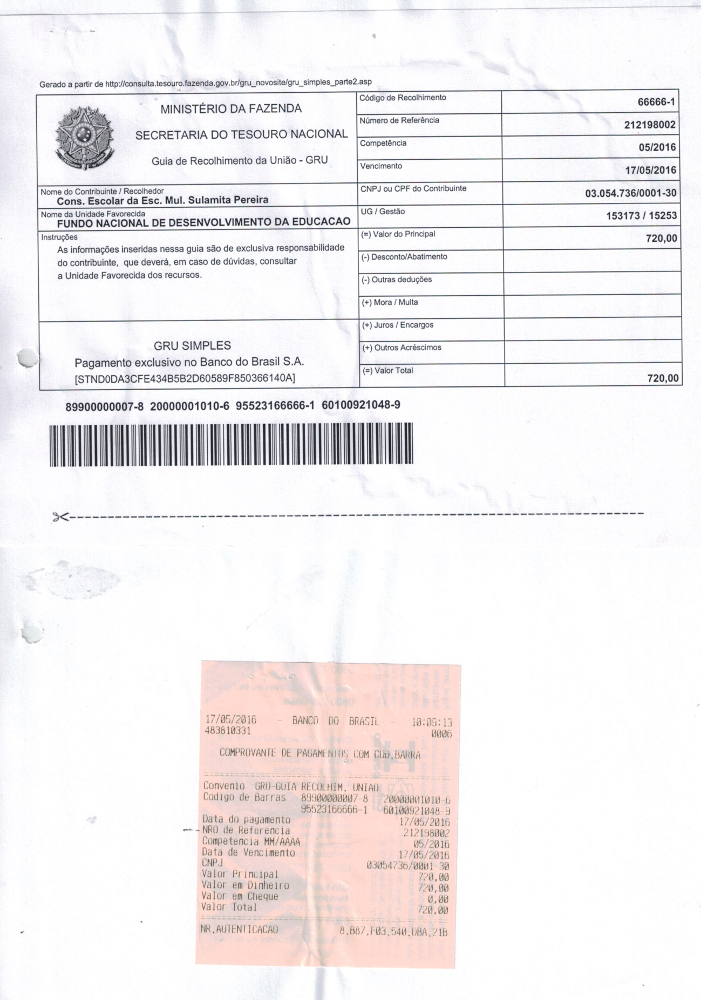 Gerado a partir de http://consulta.tesouro.fazenda.gov.br/gru_novosite/gru_simples_parte2.asp
MINISTÉRIO DA FAZENDA
SECRETARIA DO TESOURO NACIONAL
Guia de Recolhimento da União - GRU
Código de Recolhimento 66666-1
Número de Referência 212198002
Competência 05/2016
Vencimento 17/05/2016
Nome do Contribuinte / Recolhedor
Cons. Escolar da Esc. Mul. Sulamita Pereira
CNPJ ou CPF do Contribuinte 03.054.736/0001-30
Nome da Unidade Favorecida
FUNDO NACIONAL DE DESENVOLVIMENTO DA EDUCACAO
UG / Gestão 153173 / 15253
Instruções
As informações inseridas nessa guia são de exclusiva responsabilidade
do contribuinte, que deverá, em caso de dúvidas, consultar
a Unidade Favorecida dos recursos.
(=) Valor do Principal 720,00
(-) Desconto/Abatimento
(-) Outras deduções
(+) Mora / Multa
(+) Juros / Encargos
(+) Outros Acréscimos
(=) Valor Total 720,00
GRU SIMPLES
Pagamento exclusivo no Banco do Brasil S.A.
[STND0DA3CFE434B5B2D60589F850366140A]
89900000007-8 20000001010-6 95523166666-1 60100921048-9
17/05/2016 - BANCO DO BRASIL - 10:09:13
483810331 0006
COMPROVANTE DE PAGAMENTOS COM COD.BARRA
Convenio GRU-GUIA RECOLHIM. UNIAO
Codigo de Barras 89900000007-8 20000001010-6
95523166666-1 60100921048-9
Data do pagamento 17/05/2016
NRO de Referencia 212198002
Competencia MM/AAAA 05/2016
Data de Vencimento 17/05/2016
CNPJ 03054736/0001-30
Valor Principal 720,00
Valor em Dinheiro 720,00
Valor em Cheque 0,00
Valor Total 720,00
NR.AUTENTICACAO 8.B87.F03.540.DBA.21B